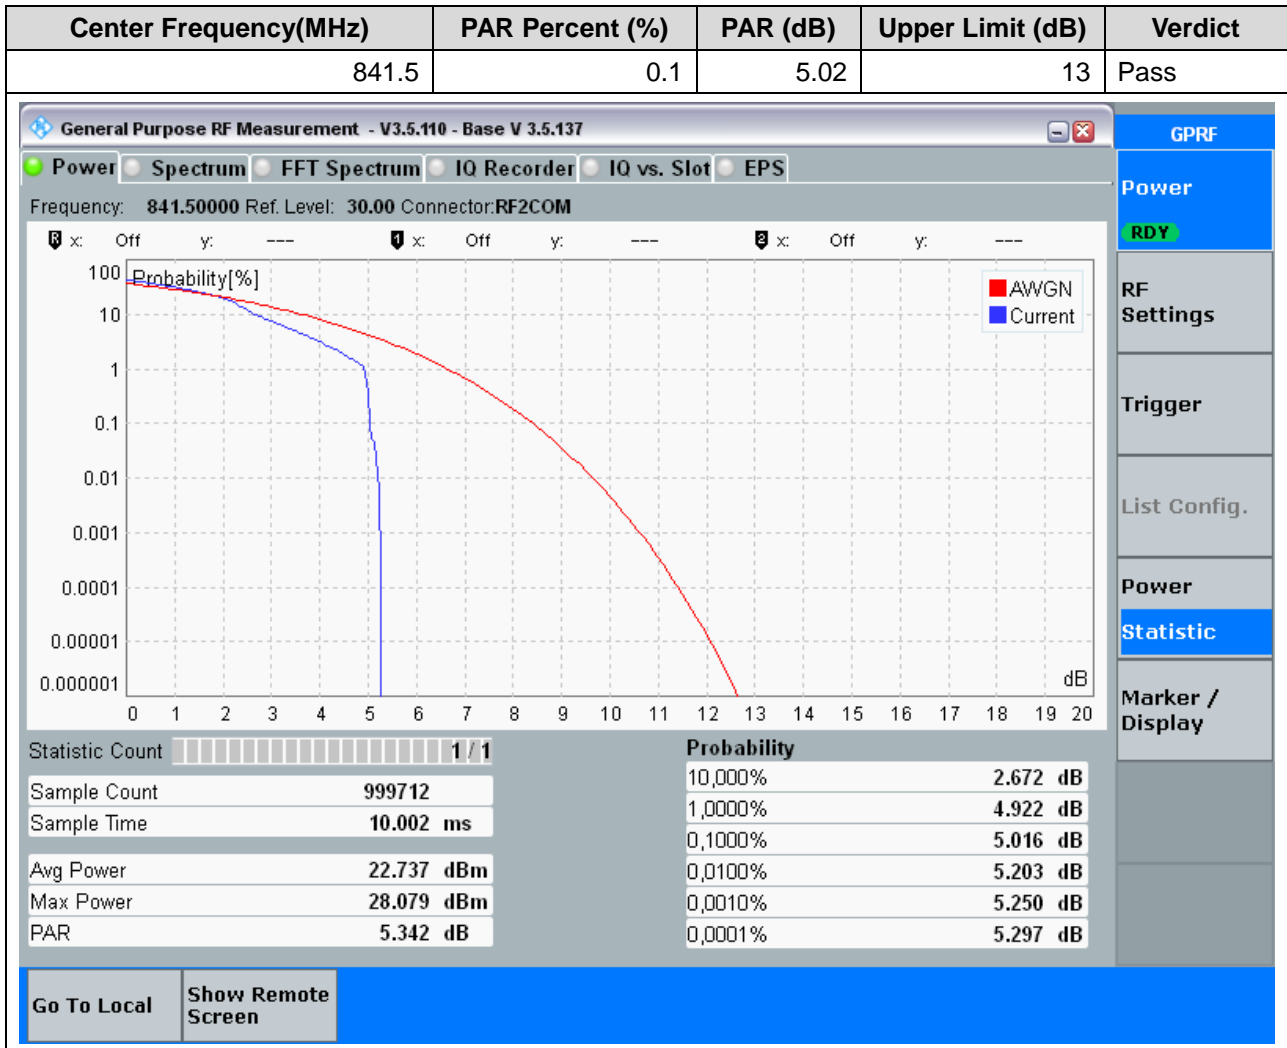 Center Frequency(MHz) PAR Percent (%) PAR (dB) Upper Limit (dB) Verdict
841.5 0.1 5.02 13 Pass
General Purpose RF Measurement - V3.5.110 - Base V 3.5.137
GPRF
Power Spectrum FFT Spectrum IQ Recorder IQ vs. Slot EPS
Frequency: 841.50000 Ref. Level: 30.00 Connector:RF2COM
R x: Off y: --- 1 x: Off y: --- 2 x: Off y: ---
Probability[%]
AWGN
Current
100
10
1
0.1
0.01
0.001
0.0001
0.00001
0.000001
dB
0 1 2 3 4 5 6 7 8 9 10 11 12 13 14 15 16 17 18 19 20
Statistic Count 1 / 1
Sample Count 999712
Sample Time 10.002 ms
Avg Power 22.737 dBm
Max Power 28.079 dBm
PAR 5.342 dB
Probability
10,000% 2.672 dB
1,0000% 4.922 dB
0,1000% 5.016 dB
0,0100% 5.203 dB
0,0010% 5.250 dB
0,0001% 5.297 dB
Power
RDY
RF
Settings
Trigger
List Config.
Power
Statistic
Marker /
Display
Go To Local
Show Remote
Screen